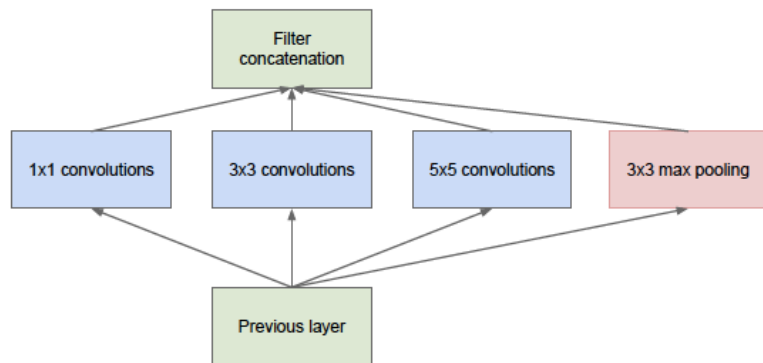 Filter
concatenation
1x1 convolutions
3x3 convolutions
5x5 convolutions
3x3 max pooling
Previous layer